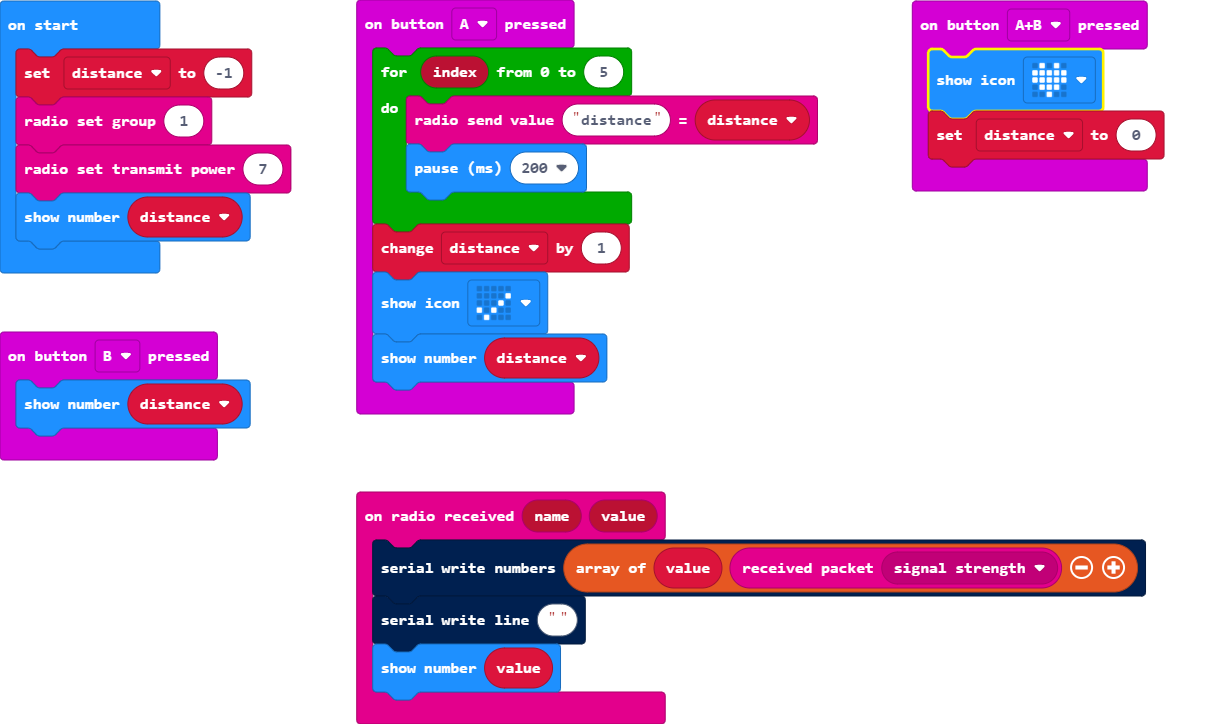 on start
set distance to -1
radio set group 1
radio set transmit power 7
show number distance
on button B pressed
show number distance
on button A pressed
for index from 0 to 5
do
radio send value "distance" = distance
pause (ms) 200
change distance by 1
show icon
show number distance
on button A+B pressed
show icon
set distance to 0
on radio received name value
serial write numbers array of value received packet signal strength
serial write line ""
show number value